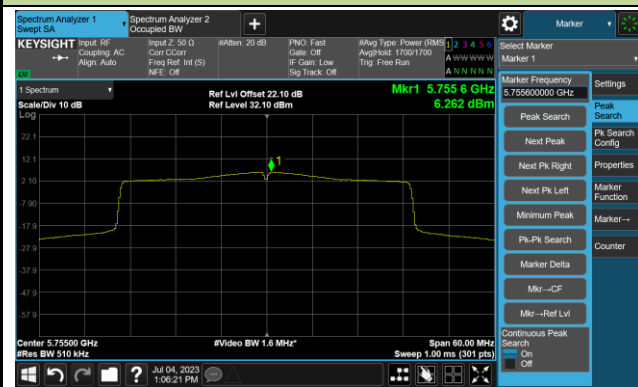 Spectrum Analyzer 1
Swept SA
Spectrum Analyzer 2
Occupied BW
+
Marker
KEYSIGHT
Input: RF
Coupling: AC
Align: Auto
Input Z: 50 Ω
Corr CCorr
Freq Ref: Int (S)
NFE: Off
#Atten: 20 dB
PNO: Fast
Gate: Off
IF Gain: Low
Sig Track: Off
#Avg Type: Power (RMS
Avg|Hold: 1700/1700
Trig: Free Run
1 2 3 4 5 6
A W W W W W
A N N N N N
Select Marker
Marker 1
1 Spectrum
Scale/Div 10 dB
Log
Ref Lvl Offset 22.10 dB
Ref Level 32.10 dBm
Mkr1 5.755 6 GHz
6.262 dBm
22.1
12.1
2.10
-7.90
-17.9
-27.9
-37.9
-47.9
-57.9
1
Center 5.75500 GHz
#Res BW 510 kHz
#Video BW 1.6 MHz*
Span 60.00 MHz
Sweep 1.00 ms (301 pts)
Marker Frequency
5.755600000 GHz
Peak Search
Next Peak
Next Pk Right
Next Pk Left
Minimum Peak
Pk-Pk Search
Marker Delta
Mkr→CF
Mkr→Ref Lvl
Continuous Peak
Search
On
Off
Settings
Peak
Search
Pk Search
Config
Properties
Marker
Function
Marker→
Counter
?
Jul 04, 2023
1:06:21 PM